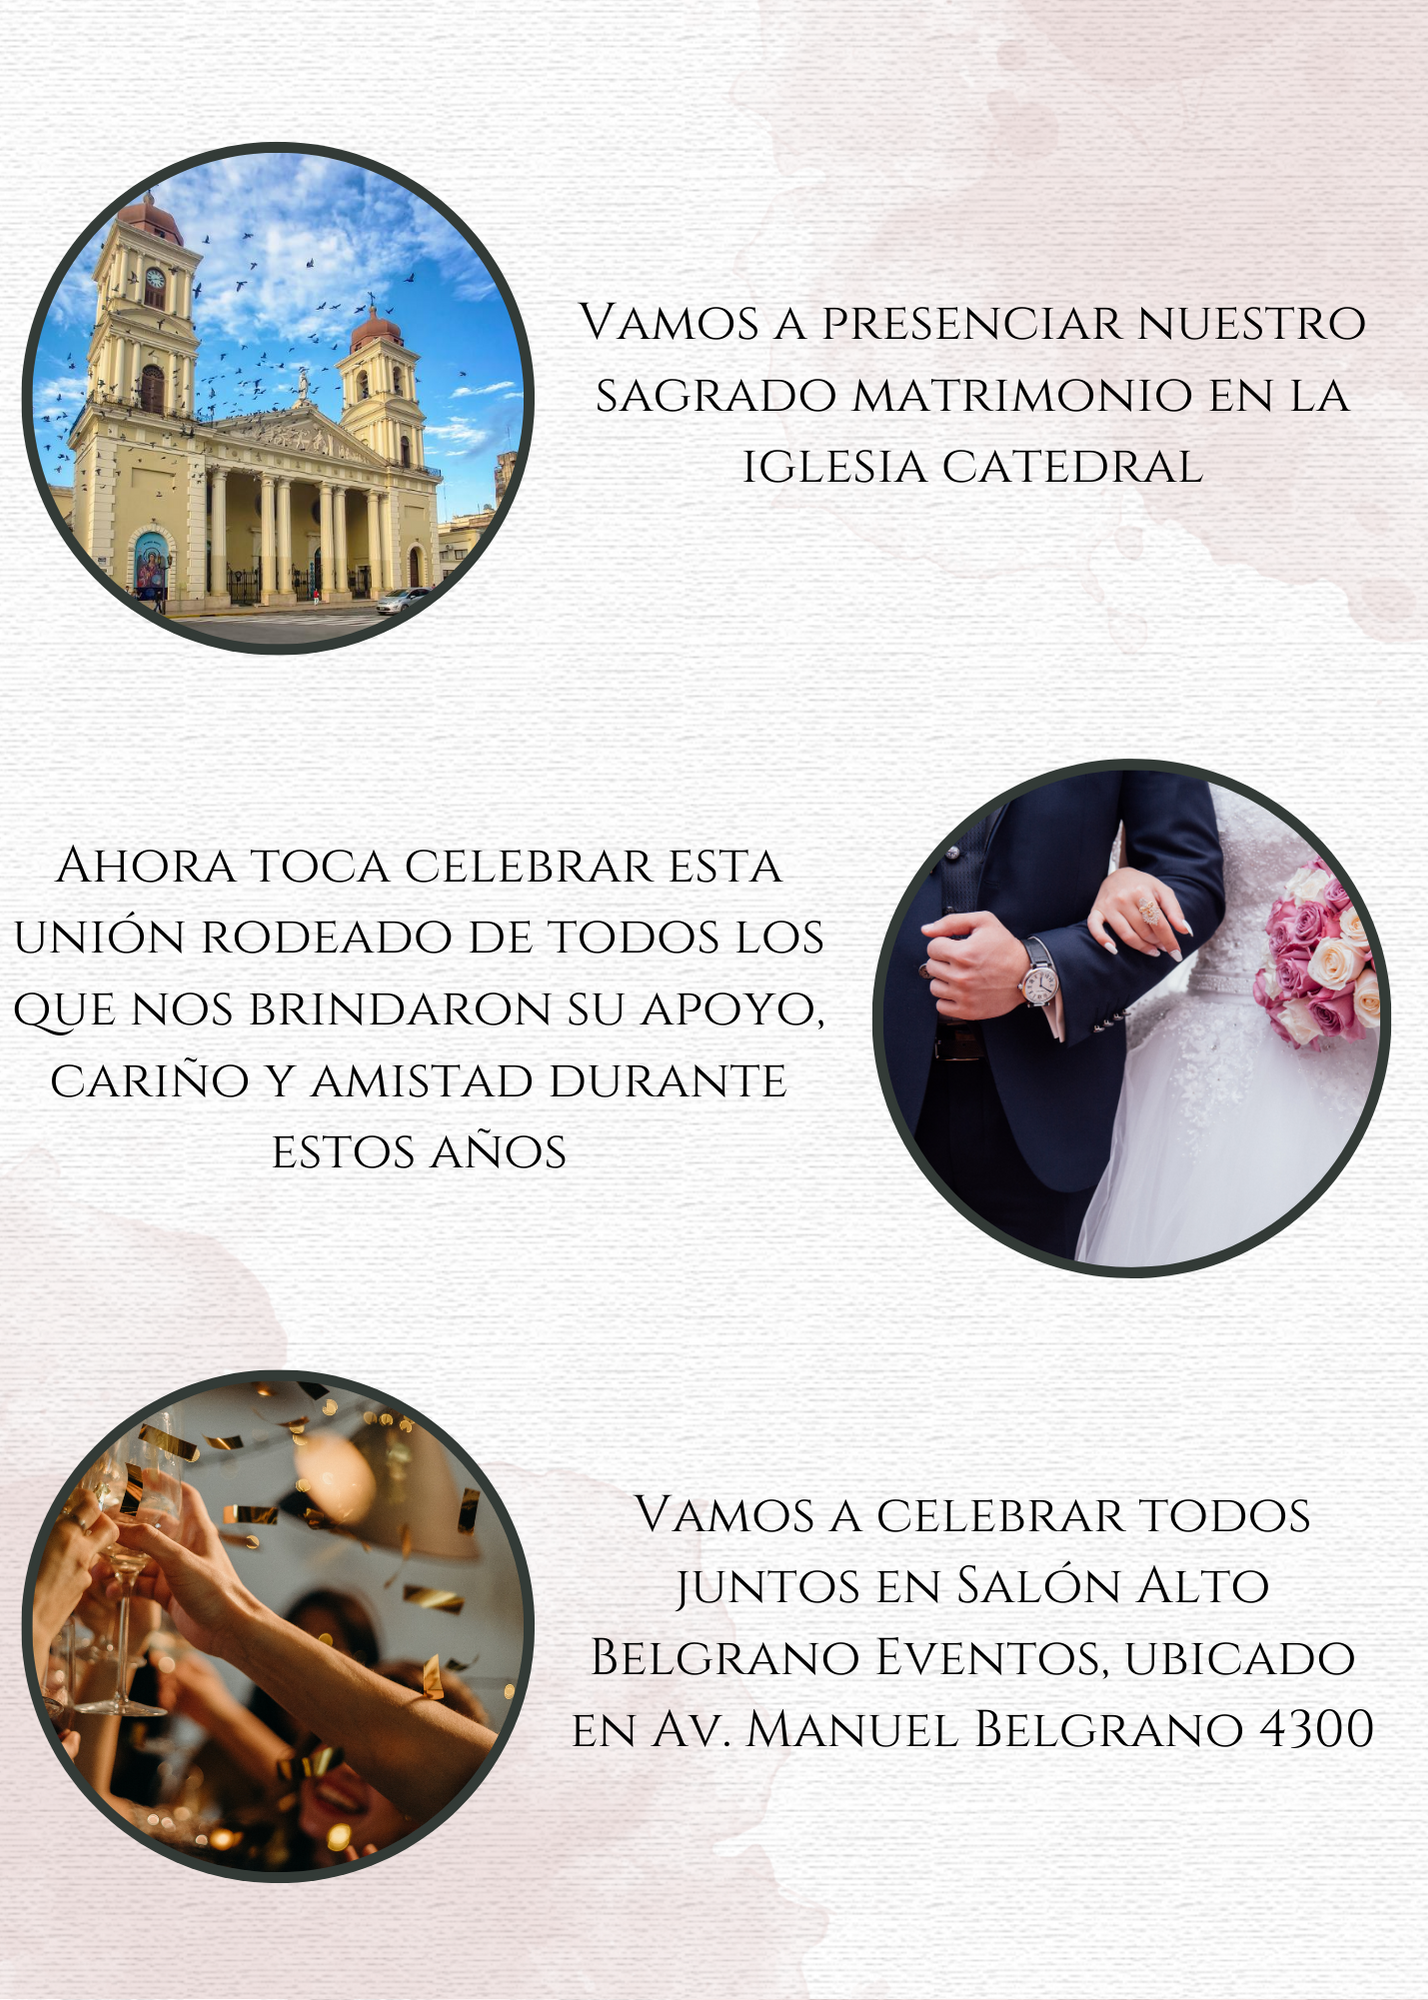 Vamos a presenciar nuestro
sagrado matrimonio en la
iglesia catedral
Ahora toca celebrar esta
unión rodeado de todos los
que nos brindaron su apoyo,
cariño y amistad durante
estos años
Vamos a celebrar todos
juntos en Salón Alto
Belgrano Eventos, ubicado
en Av. Manuel Belgrano 4300